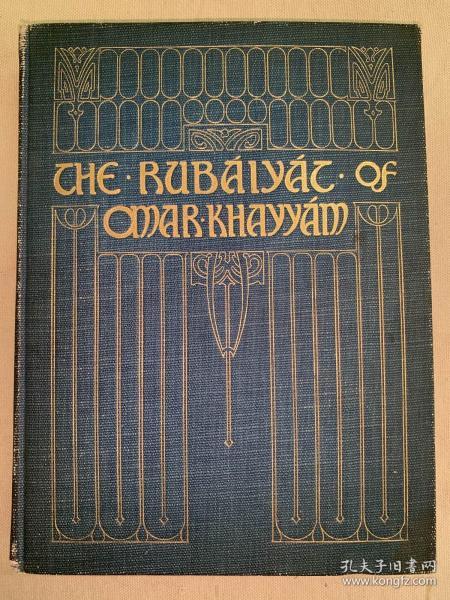 THE · RUBÁIYÁT · OF
OMAR · KHAYYÁM
孔夫子旧书网
www.kongfz.com